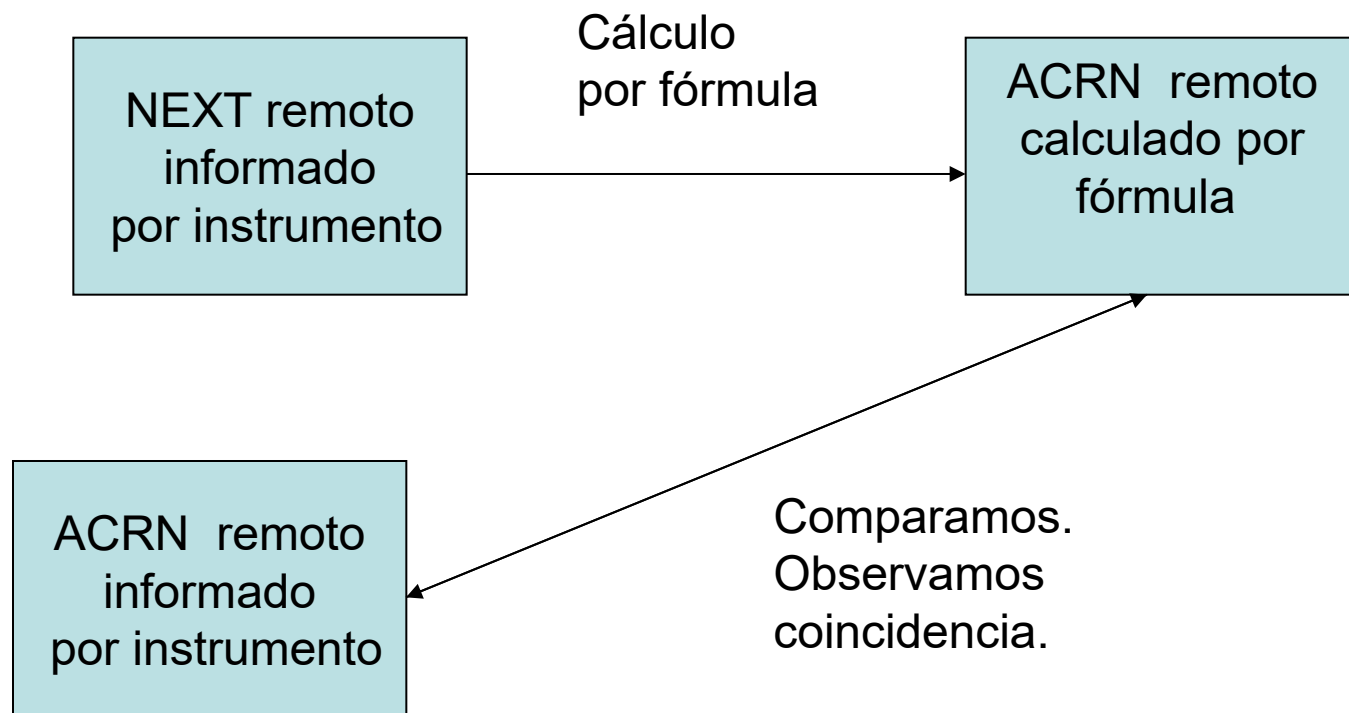 NEXT remoto
informado
por instrumento
Cálculo
por fórmula
ACRN remoto
calculado por
fórmula
ACRN remoto
informado
por instrumento
Comparamos.
Observamos
coincidencia.